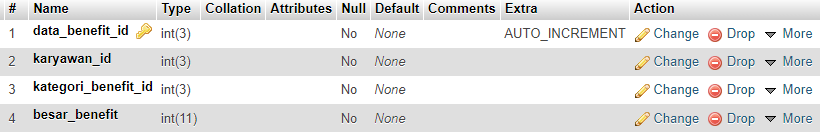 # Name Type Collation Attributes Null Default Comments Extra Action
1 data_benefit_id int(3) No None AUTO_INCREMENT Change Drop More
2 karyawan_id int(3) No None Change Drop More
3 kategori_benefit_id int(3) No None Change Drop More
4 besar_benefit int(11) No None Change Drop More